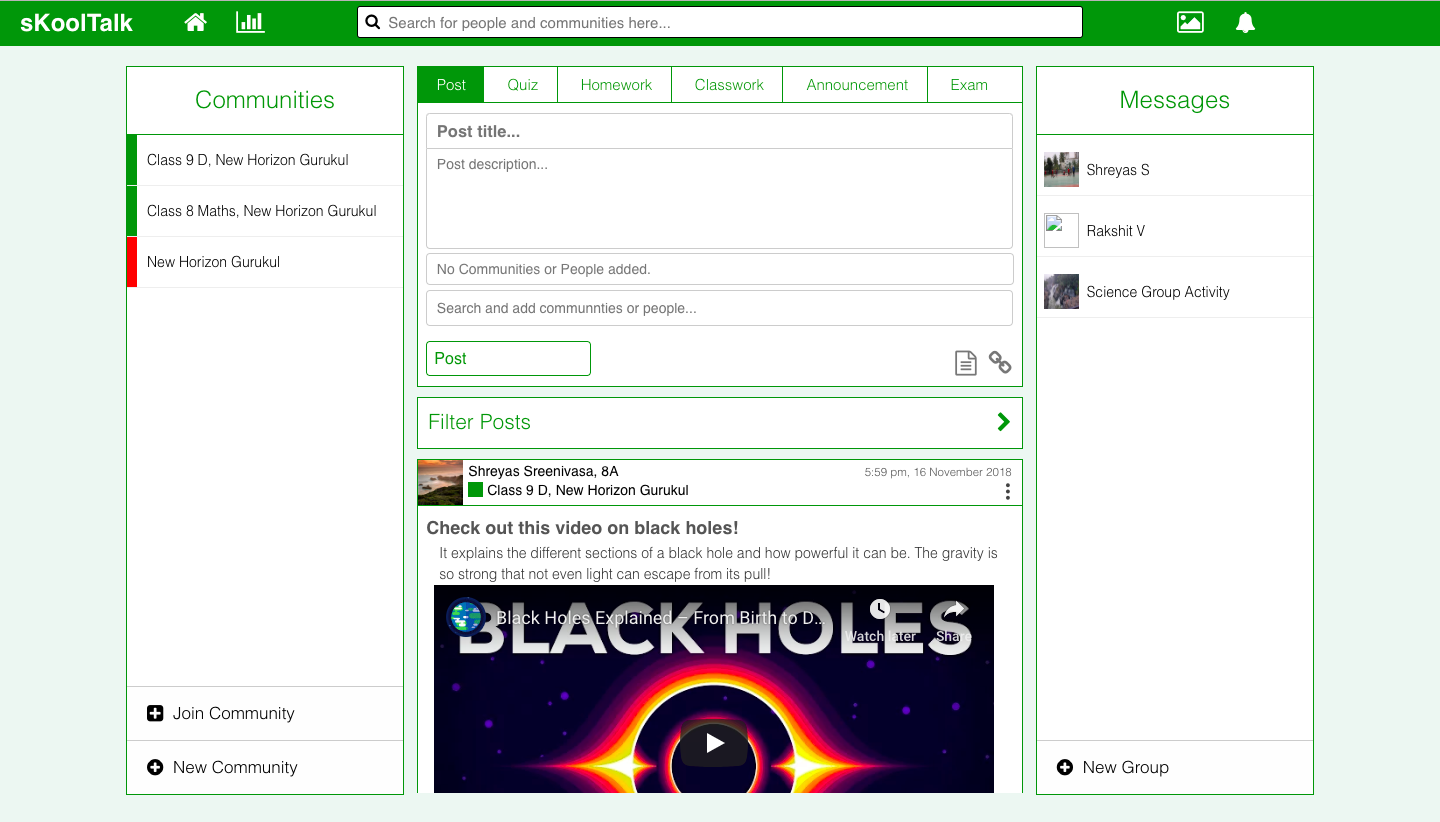 sKoolTalk
Search for people and communities here...
Communities
Class 9 D, New Horizon Gurukul
Class 8 Maths, New Horizon Gurukul
New Horizon Gurukul
Join Community
New Community
Post Quiz Homework Classwork Announcement Exam
Post title...
Post description...
No Communities or People added.
Search and add communnties or people...
Post
Filter Posts
Shreyas Sreenivasa, 8A
5:59 pm, 16 November 2018
Class 9 D, New Horizon Gurukul
Check out this video on black holes!
It explains the different sections of a black hole and how powerful it can be. The gravity is
so strong that not even light can escape from its pull!
BLACK HOLES
Black Holes Explained – From Birth to D...
Watch later
Share
Messages
Shreyas S
Rakshit V
Science Group Activity
New Group